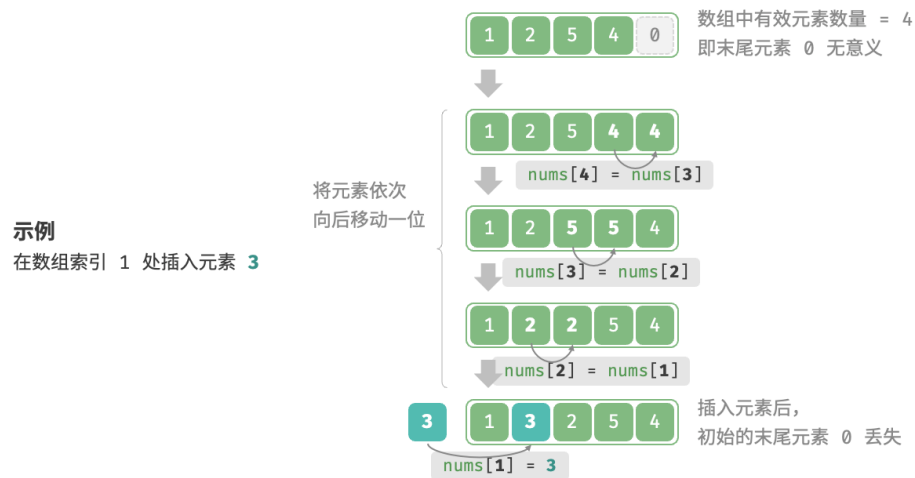 1 2 5 4 0
数组中有效元素数量 = 4
即末尾元素 0 无意义
1 2 5 4 4
nums[4] = nums[3]
将元素依次
向后移动一位
1 2 5 5 4
nums[3] = nums[2]
示例
在数组索引 1 处插入元素 3
1 2 2 5 4
nums[2] = nums[1]
3 1 3 2 5 4
插入元素后,
初始的末尾元素 0 丢失
nums[1] = 3